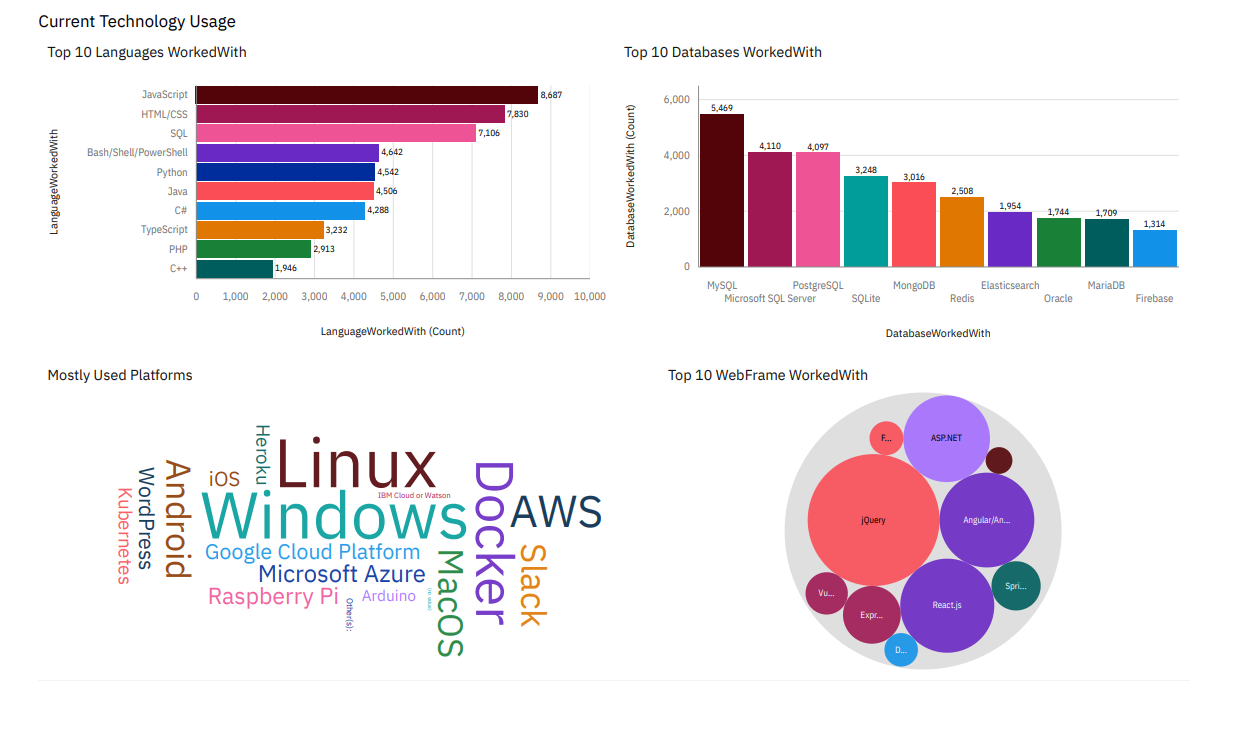 Current Technology Usage
Top 10 Languages WorkedWith
LanguageWorkedWith
JavaScript
8,687
HTML/CSS
7,830
SQL
7,106
Bash/Shell/PowerShell
4,642
Python
4,542
Java
4,506
C#
4,288
TypeScript
3,232
PHP
2,913
C++
1,946
0 1,000 2,000 3,000 4,000 5,000 6,000 7,000 8,000 9,000 10,000
LanguageWorkedWith (Count)
Top 10 Databases WorkedWith
DatabaseWorkedWith (Count)
6,000
4,000
2,000
0
5,469
4,110
4,097
3,248
3,016
2,508
1,954
1,744
1,709
1,314
MySQL PostgreSQL MongoDB Elasticsearch MariaDB
Microsoft SQL Server SQLite Redis Oracle Firebase
DatabaseWorkedWith
Mostly Used Platforms
Heroku
Linux
iOS
Android
WordPress
Kubernetes
IBM Cloud or Watson
Windows
Docker
AWS
Google Cloud Platform
Microsoft Azure
Raspberry Pi
Other(s):
Arduino
MacOS
Slack
Top 10 WebFrame WorkedWith
F...
ASP.NET
jQuery
Angular/An...
Vu...
Expr...
React.js
Spri...
D...